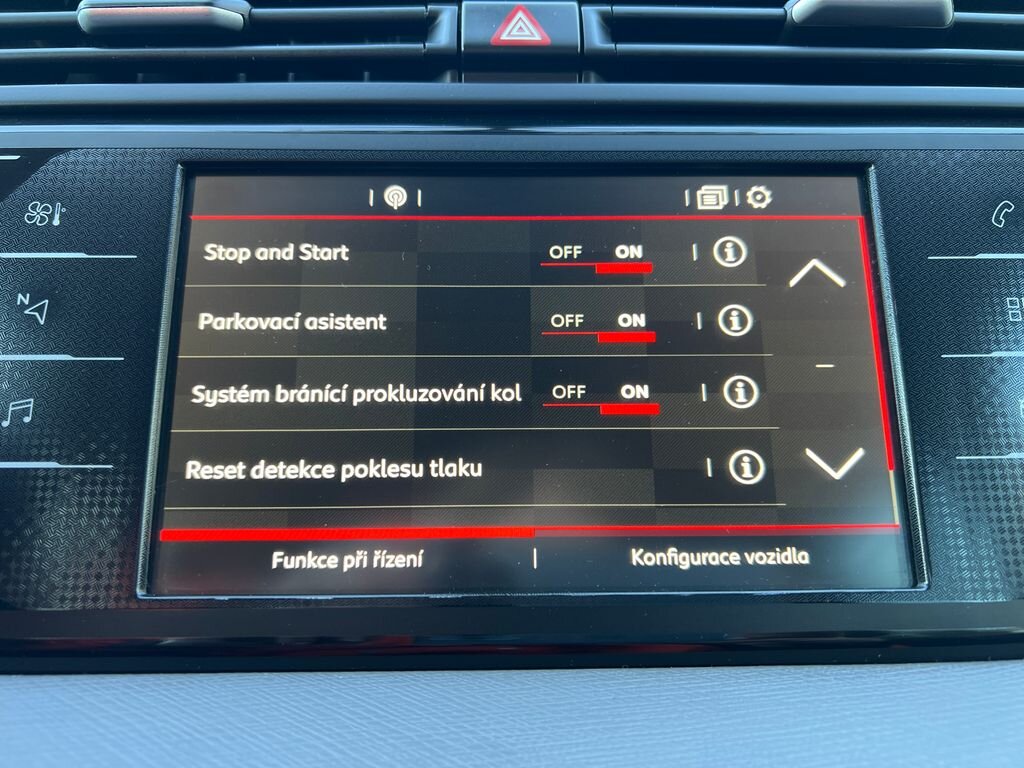 Stop and Start OFF ON
Parkovací asistent OFF ON
Systém bránící prokluzování kol OFF ON
Reset detekce poklesu tlaku
Funkce při řízení
Konfigurace vozidla
N